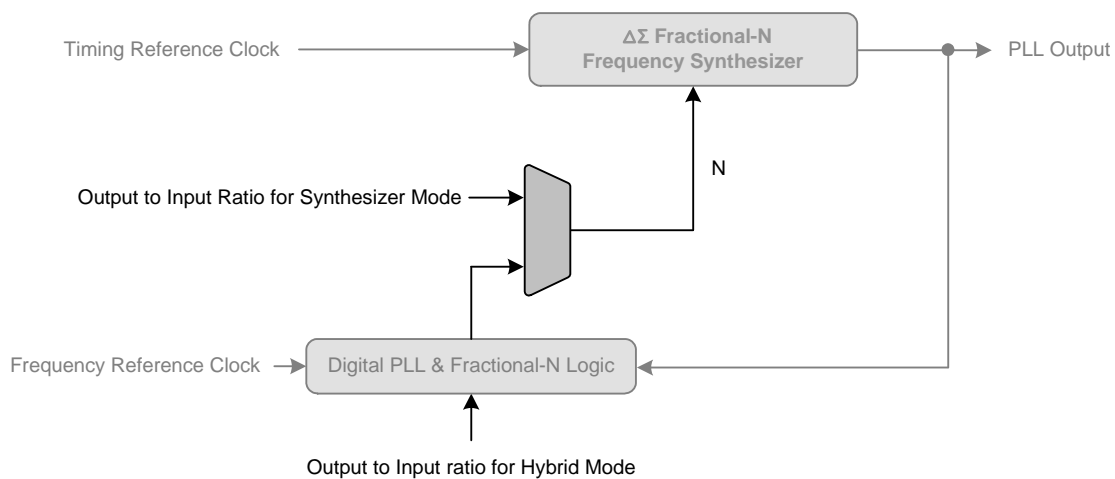 Timing Reference Clock
ΔΣ Fractional-N
Frequency Synthesizer
PLL Output
N
Output to Input Ratio for Synthesizer Mode
Frequency Reference Clock
Digital PLL & Fractional-N Logic
Output to Input ratio for Hybrid Mode